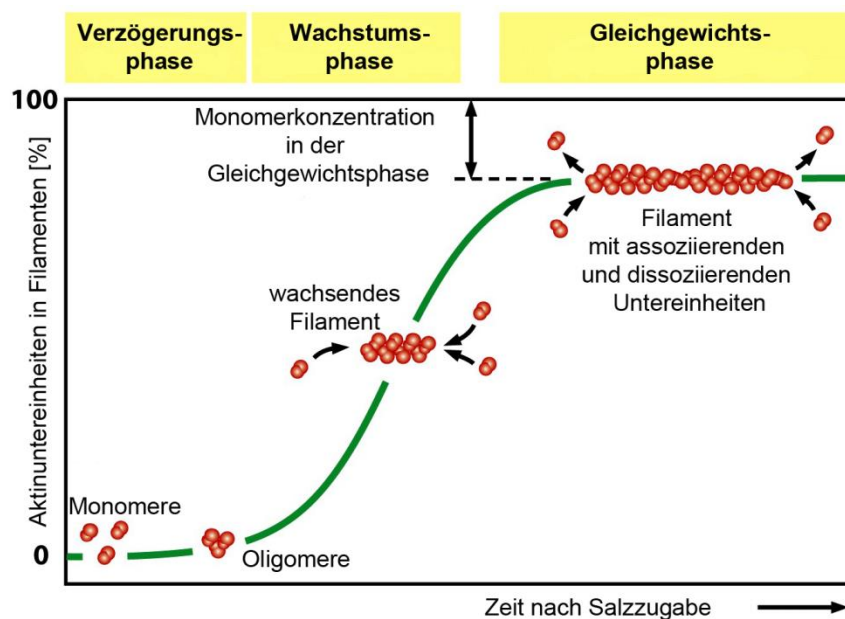 Verzögerungs-
phase
Wachstums-
phase
Gleichgewichts-
phase
100
Monomerkonzentration
in der
Gleichgewichtsphase
Filament
mit assoziierenden
und dissoziierenden
Untereinheiten
wachsendes
Filament
Aktinuntereinheiten in Filamenten [%]
Monomere
Oligomere
0
Zeit nach Salzzugabe